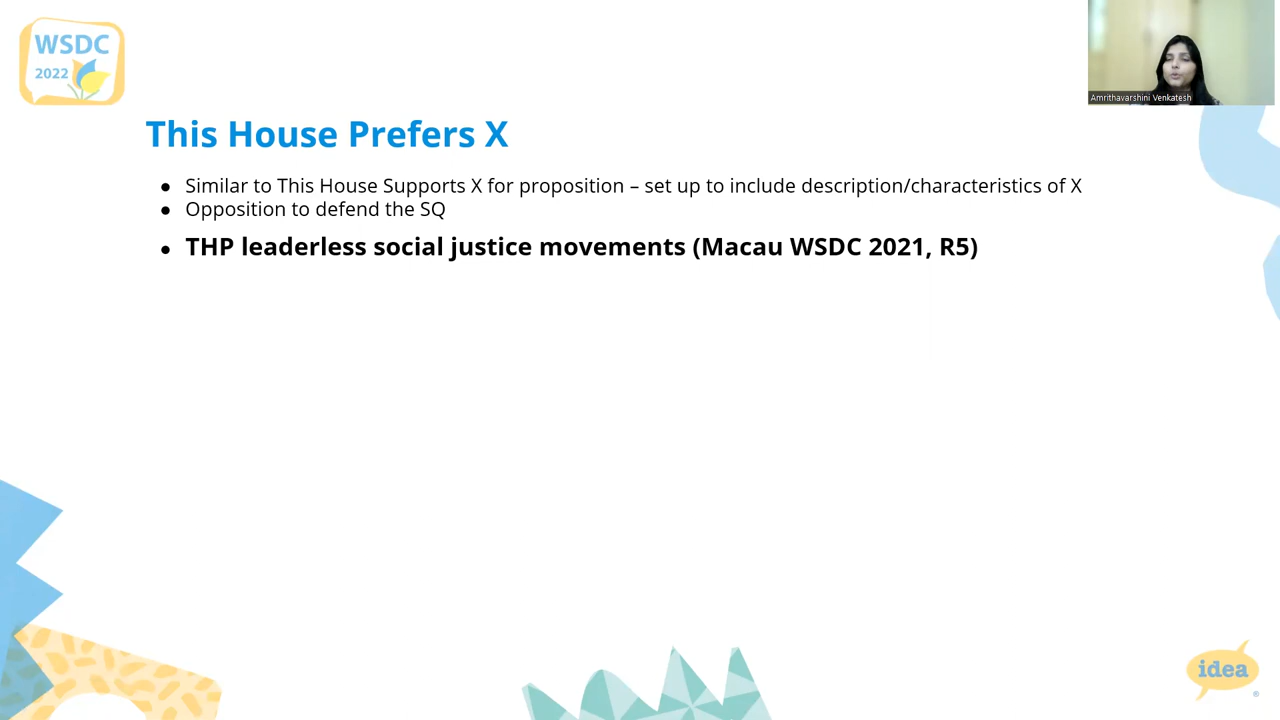 WSDC
2022
Amrithavarshini Venkatesh
This House Prefers X
● Similar to This House Supports X for proposition – set up to include description/characteristics of X
● Opposition to defend the SQ
● THP leaderless social justice movements (Macau WSDC 2021, R5)
idea
®